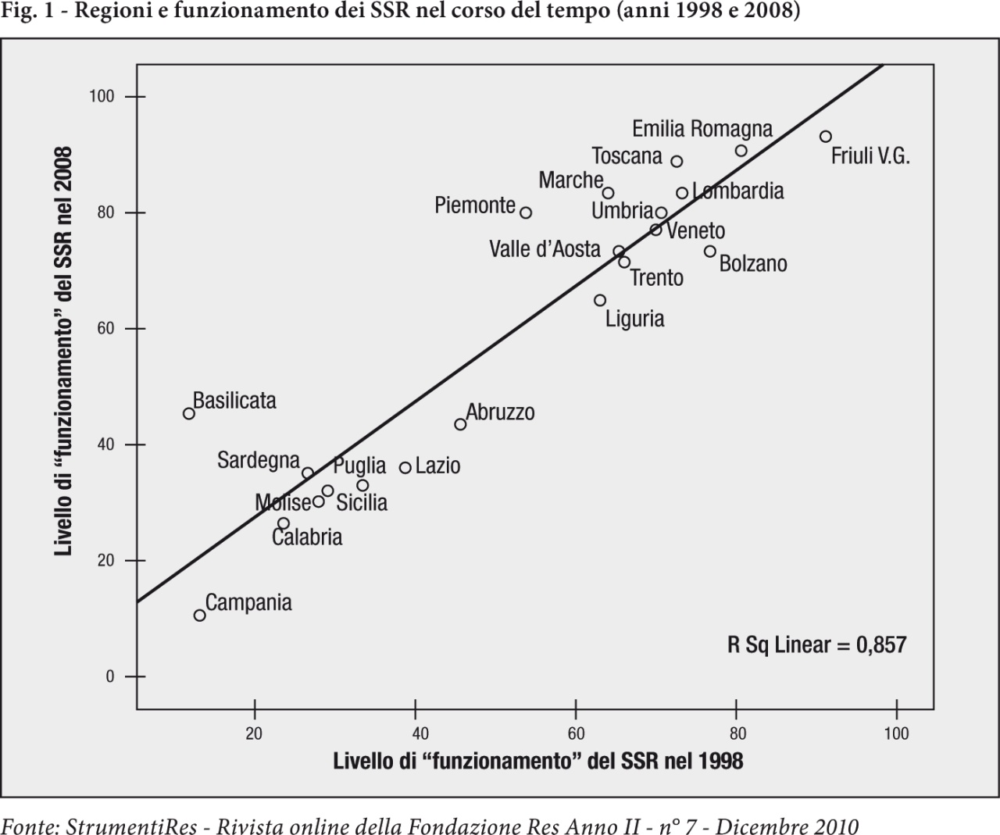 Fig. 1 - Regioni e funzionamento dei SSR nel corso del tempo (anni 1998 e 2008)
Livello di “funzionamento” del SSR nel 2008
100
80
60
40
20
0
Emilia Romagna
Toscana
Friuli V.G.
Marche
Lombardia
Piemonte
Umbria
Veneto
Valle d’Aosta
Bolzano
Trento
Liguria
Basilicata
Abruzzo
Sardegna
Puglia
Lazio
Molise
Sicilia
Calabria
Campania
R Sq Linear = 0,857
20
40
60
80
100
Livello di “funzionamento” del SSR nel 1998
Fonte: StrumentiRes - Rivista online della Fondazione Res Anno II - n° 7 - Dicembre 2010